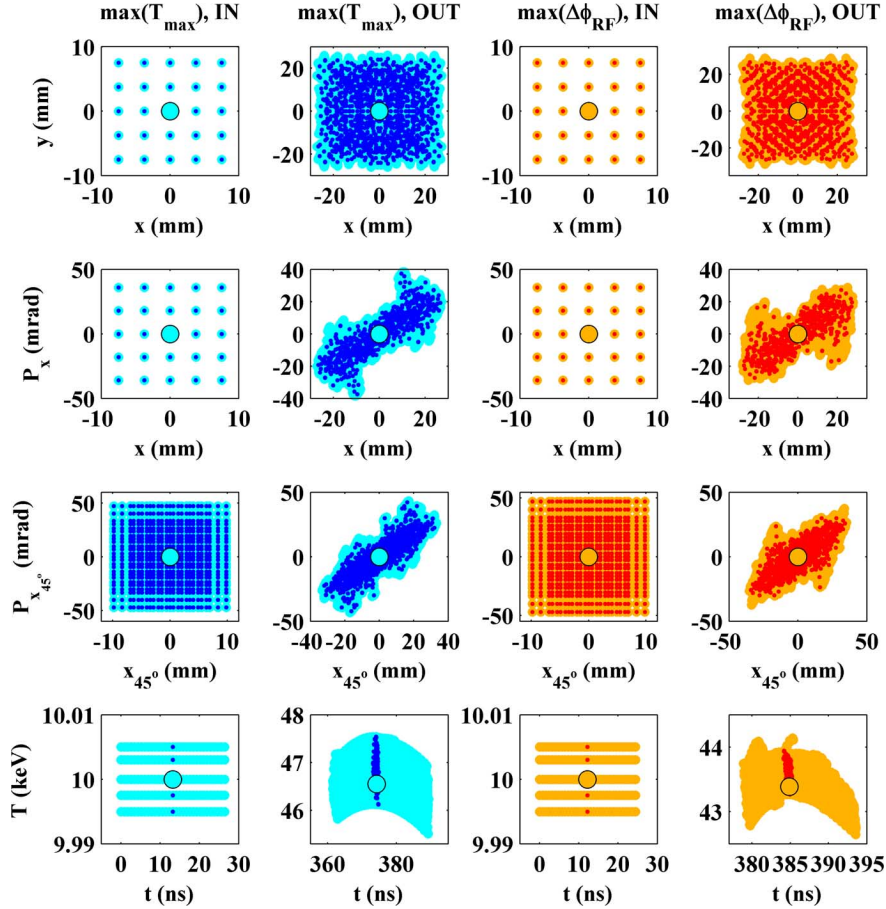 max(T_max), IN max(T_max), OUT max(Δϕ_RF), IN max(Δϕ_RF), OUT
10 20 10 20
y (mm) 0 0 0 0
-20 -20
-10 -10
-10 0 10 -20 0 20 -10 0 10 -20 0 20
x (mm) x (mm) x (mm) x (mm)
50 40 50 40
20 20
P_x (mrad) 0 0 0 0
-20 -20
-50 -40 -50 -40
-10 0 10 -20 0 20 -10 0 10 -20 0 20
x (mm) x (mm) x (mm) x (mm)
50 50 50 50
P_x45º (mrad) 0 0 0 0
-50 -50 -50 -50
-10 0 10 -40 -20 0 20 40 -10 0 10 -50 0 50
x_45º (mm) x_45º (mm) x_45º (mm) x_45º (mm)
10.01 48 10.01
44
T (keV) 10 47 10
46 43
9.99 9.99
0 10 20 30 360 380 0 10 20 30 380 385 390 395
t (ns) t (ns) t (ns) t (ns)